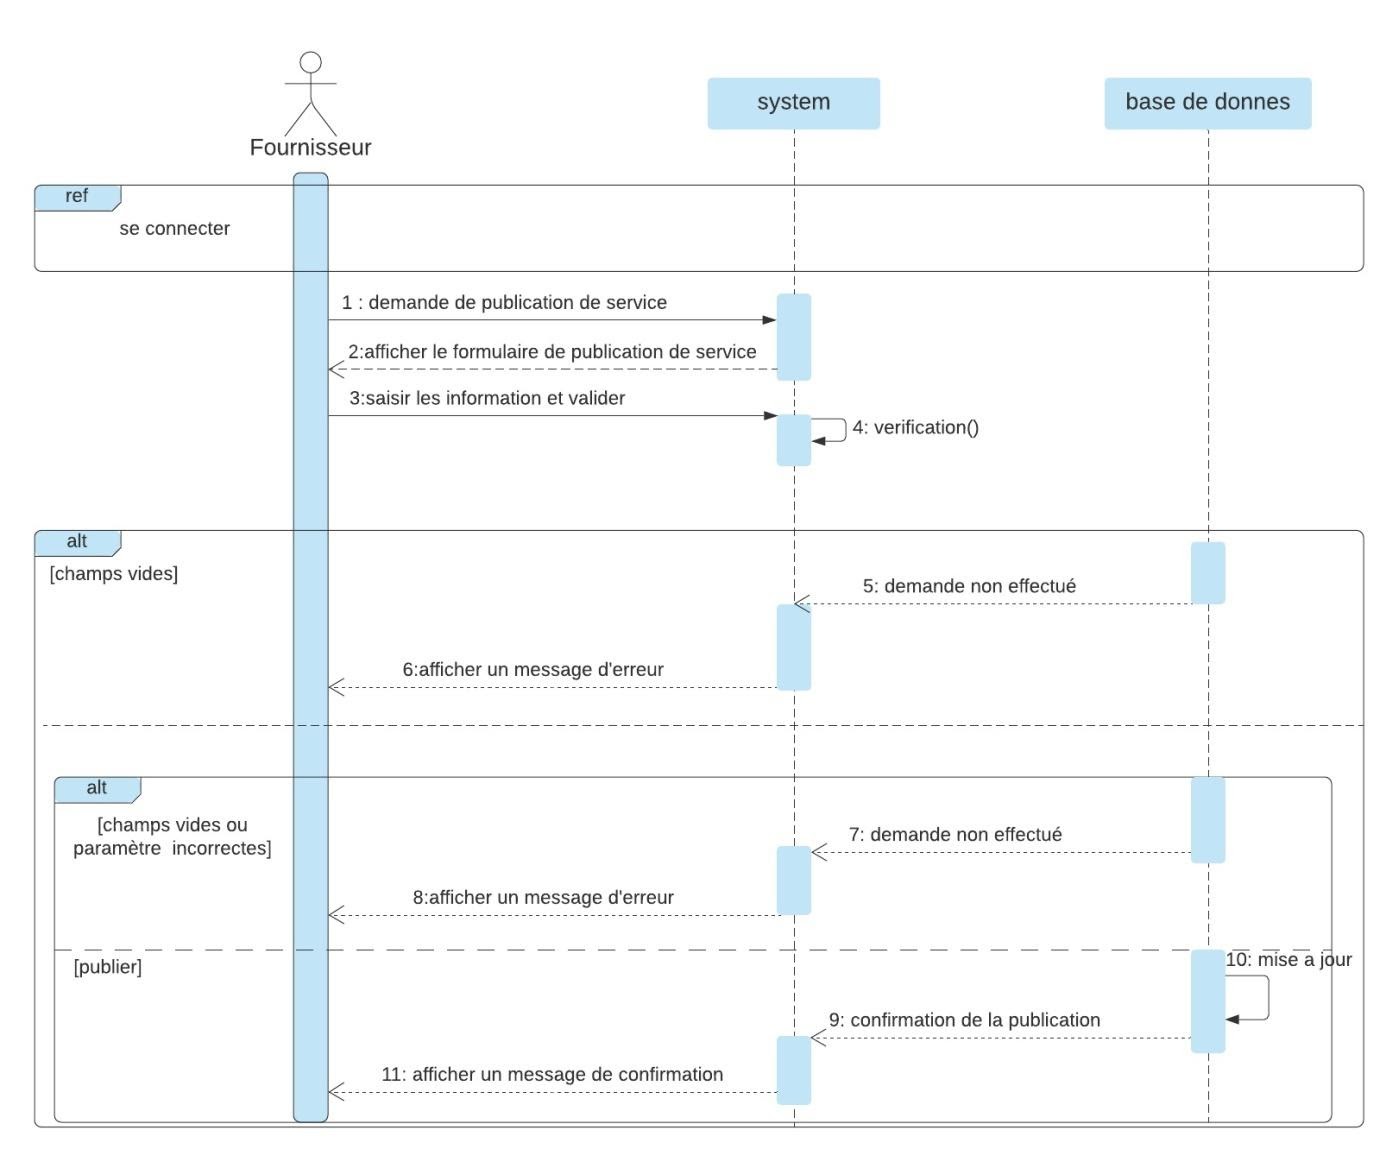 Fournisseur
system
base de donnes
ref
se connecter
1 : demande de publication de service
2:afficher le formulaire de publication de service
3:saisir les information et valider
4: verification()
alt
[champs vides]
5: demande non effectué
6:afficher un message d'erreur
alt
[champs vides ou
paramètre  incorrectes]
7: demande non effectué
8:afficher un message d'erreur
[publier]
10: mise a jour
9: confirmation de la publication
11: afficher un message de confirmation